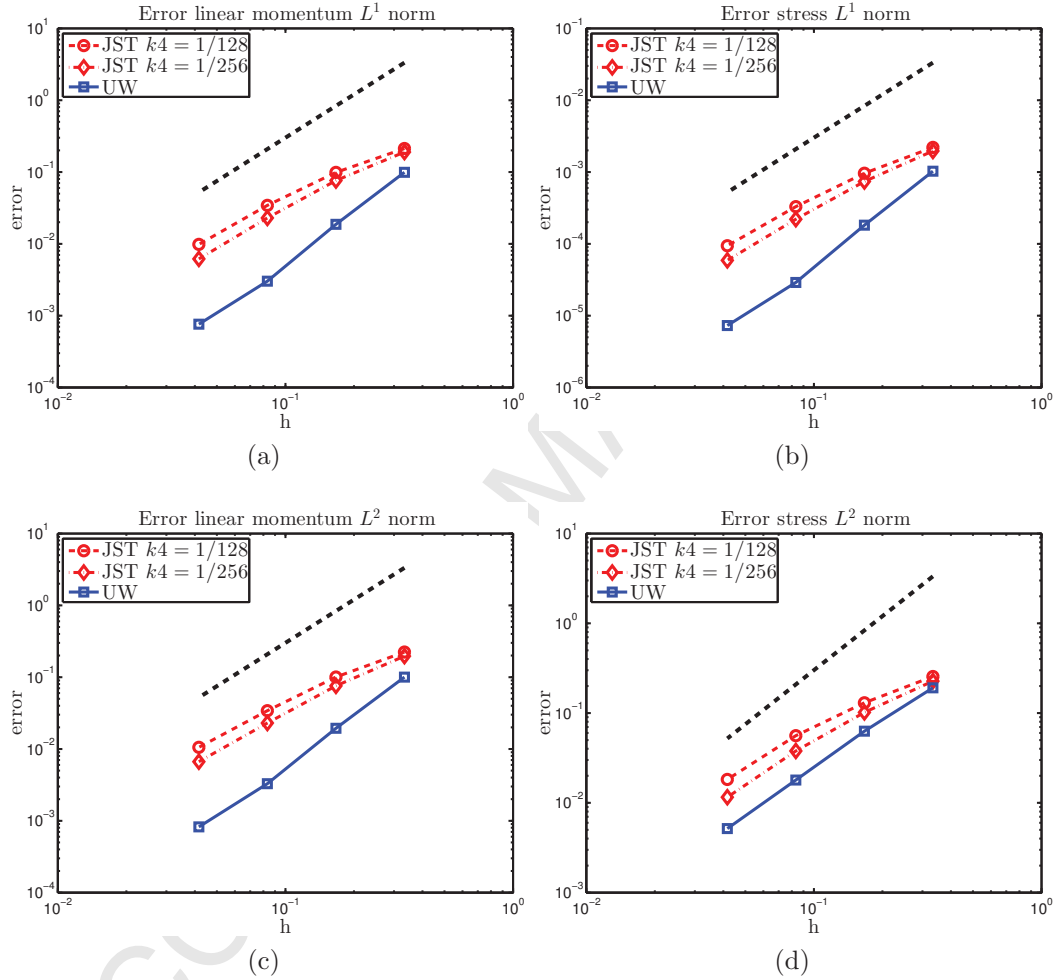 Error linear momentum L¹ norm
10¹
10⁰
10⁻¹
10⁻²
10⁻³
10⁻⁴
error
JST k4 = 1/128
JST k4 = 1/256
UW
10⁻² 10⁻¹ 10⁰
h
(a)
Error stress L¹ norm
10⁻¹
10⁻²
10⁻³
10⁻⁴
10⁻⁵
10⁻⁶
error
JST k4 = 1/128
JST k4 = 1/256
UW
10⁻² 10⁻¹ 10⁰
h
(b)
Error linear momentum L² norm
10¹
10⁰
10⁻¹
10⁻²
10⁻³
10⁻⁴
error
JST k4 = 1/128
JST k4 = 1/256
UW
10⁻² 10⁻¹ 10⁰
h
(c)
Error stress L² norm
10¹
10⁰
10⁻¹
10⁻²
10⁻³
error
JST k4 = 1/128
JST k4 = 1/256
UW
10⁻² 10⁻¹ 10⁰
h
(d)